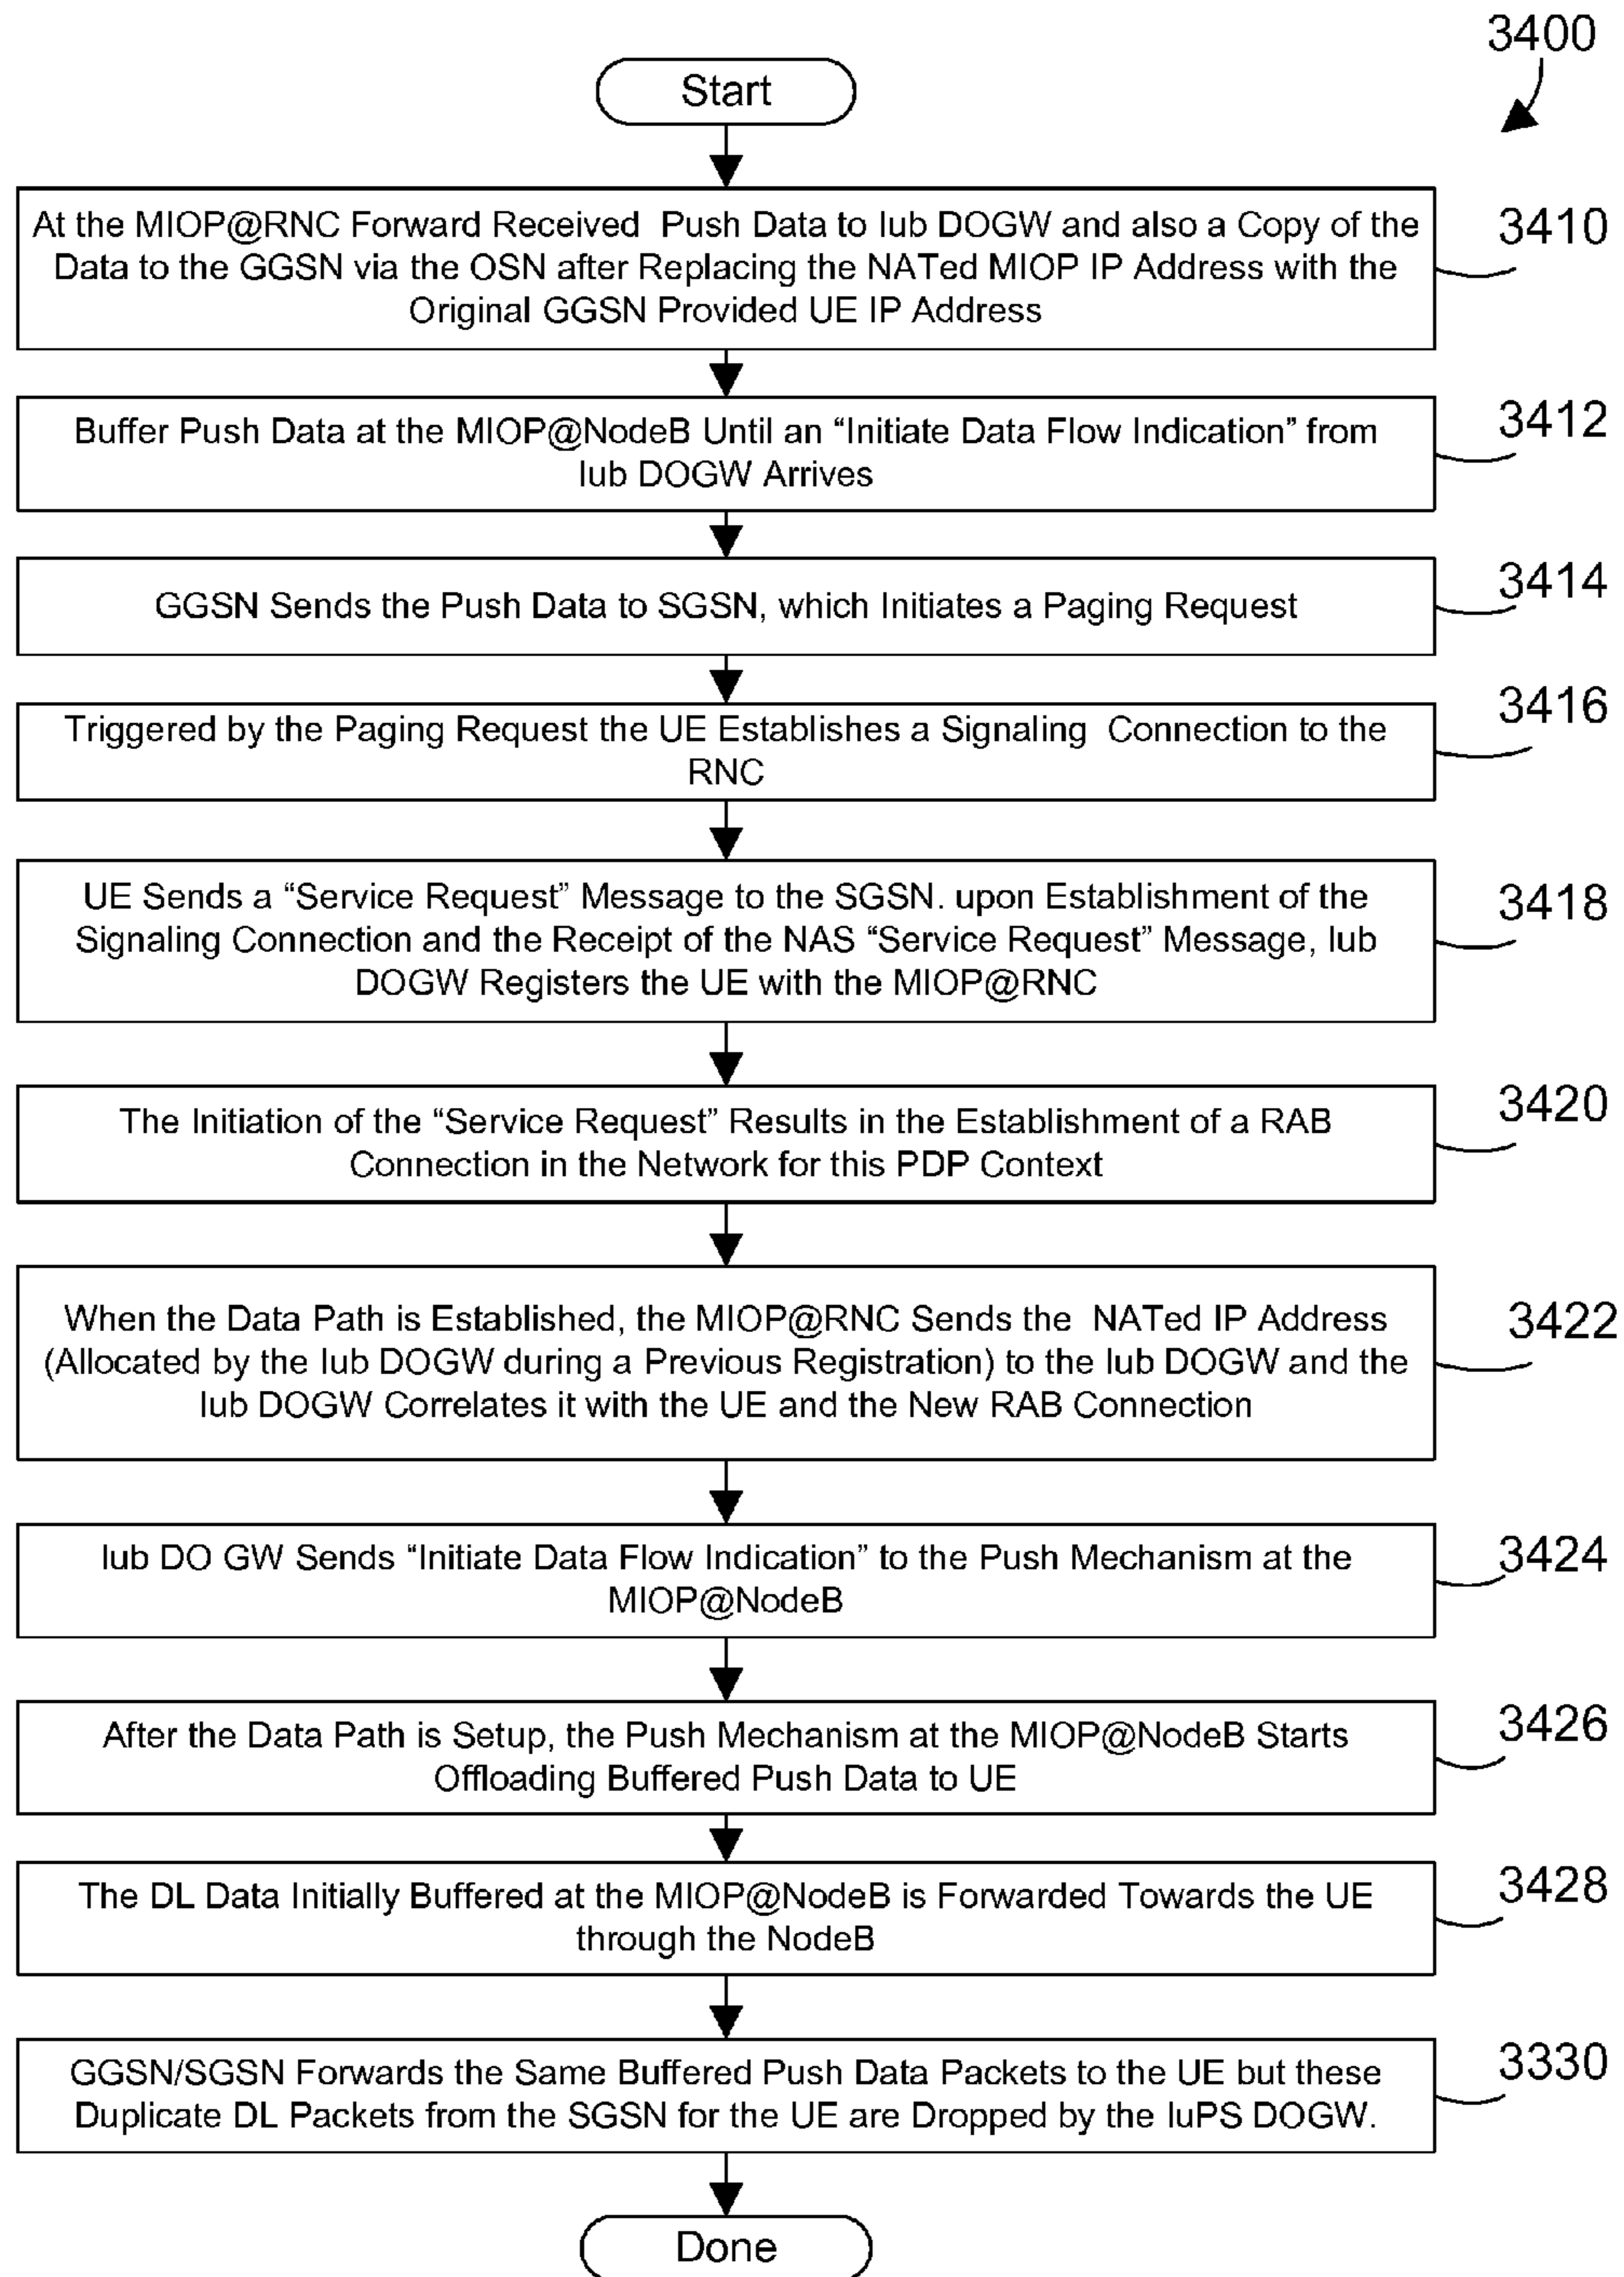 3400
Start
At the MIOP@RNC Forward Received Push Data to Iub DOGW and also a Copy of the
Data to the GGSN via the OSN after Replacing the NATed MIOP IP Address with the
Original GGSN Provided UE IP Address
3410
Buffer Push Data at the MIOP@NodeB Until an “Initiate Data Flow Indication” from
Iub DOGW Arrives
3412
GGSN Sends the Push Data to SGSN, which Initiates a Paging Request
3414
Triggered by the Paging Request the UE Establishes a Signaling Connection to the
RNC
3416
UE Sends a “Service Request” Message to the SGSN. upon Establishment of the
Signaling Connection and the Receipt of the NAS “Service Request” Message, Iub
DOGW Registers the UE with the MIOP@RNC
3418
The Initiation of the “Service Request” Results in the Establishment of a RAB
Connection in the Network for this PDP Context
3420
When the Data Path is Established, the MIOP@RNC Sends the NATed IP Address
(Allocated by the Iub DOGW during a Previous Registration) to the Iub DOGW and the
Iub DOGW Correlates it with the UE and the New RAB Connection
3422
Iub DO GW Sends “Initiate Data Flow Indication” to the Push Mechanism at the
MIOP@NodeB
3424
After the Data Path is Setup, the Push Mechanism at the MIOP@NodeB Starts
Offloading Buffered Push Data to UE
3426
The DL Data Initially Buffered at the MIOP@NodeB is Forwarded Towards the UE
through the NodeB
3428
GGSN/SGSN Forwards the Same Buffered Push Data Packets to the UE but these
Duplicate DL Packets from the SGSN for the UE are Dropped by the IuPS DOGW.
3330
Done